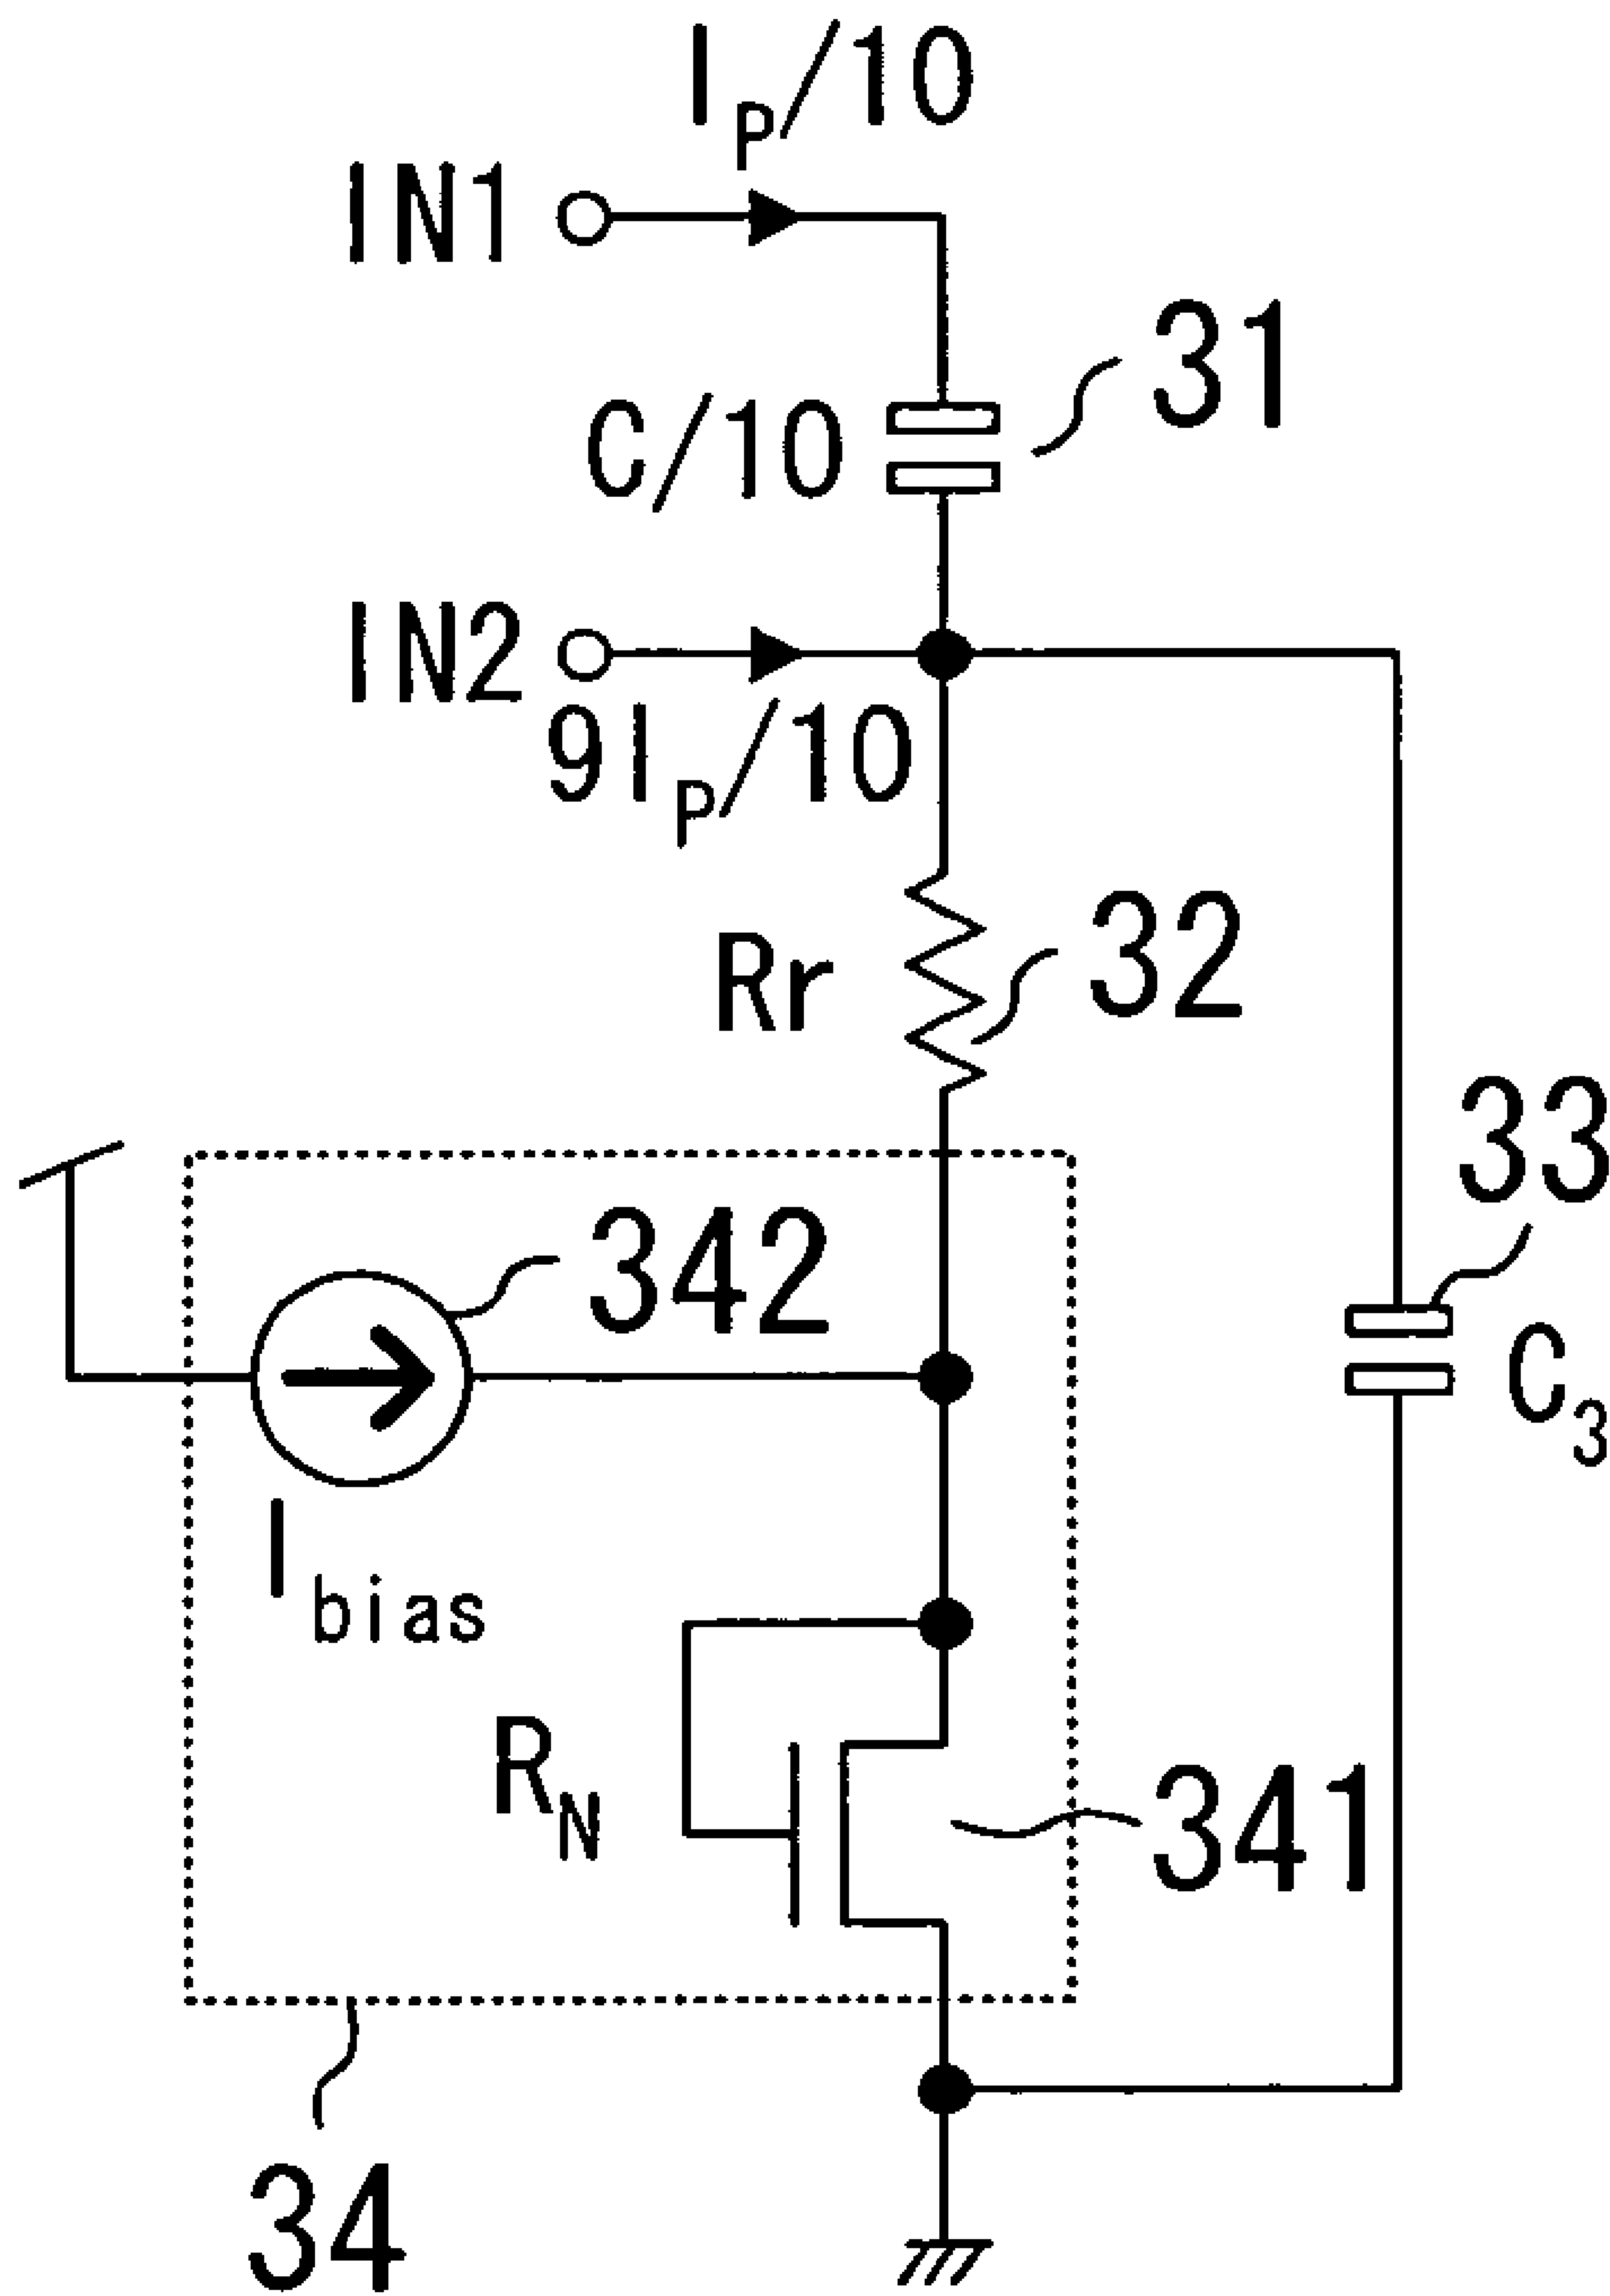 I_P/10
IN1
31
C/10
IN2
9I_P/10
Rr
32
33
342
C_3
I_bias
R_N
341
34